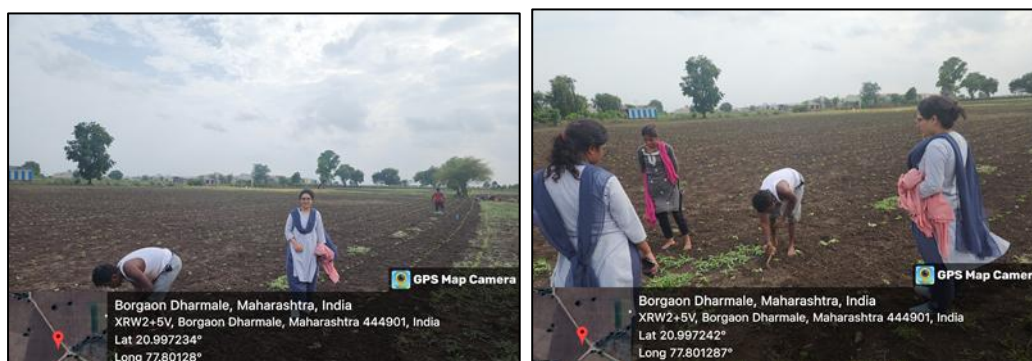 GPS Map Camera
Borgaon Dharmale, Maharashtra, India
XRW2+5V, Borgaon Dharmale, Maharashtra 444901, India
Lat 20.997234°
Long 77.80128°
GPS Map Camera
Borgaon Dharmale, Maharashtra, India
XRW2+5V, Borgaon Dharmale, Maharashtra 444901, India
Lat 20.997242°
Long 77.801287°